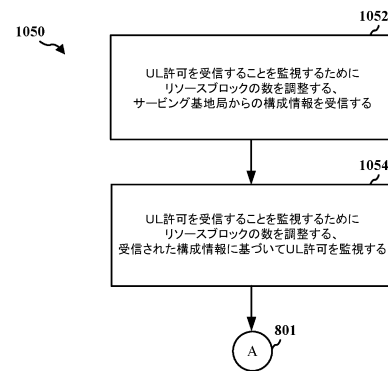 1050
1052
UL許可を受信することを監視するために
リソースブロックの数を調整する、
サービング基地局からの構成情報を受信する
1054
UL許可を受信することを監視するために
リソースブロックの数を調整する、
受信された構成情報に基づいてUL許可を監視する
801
A